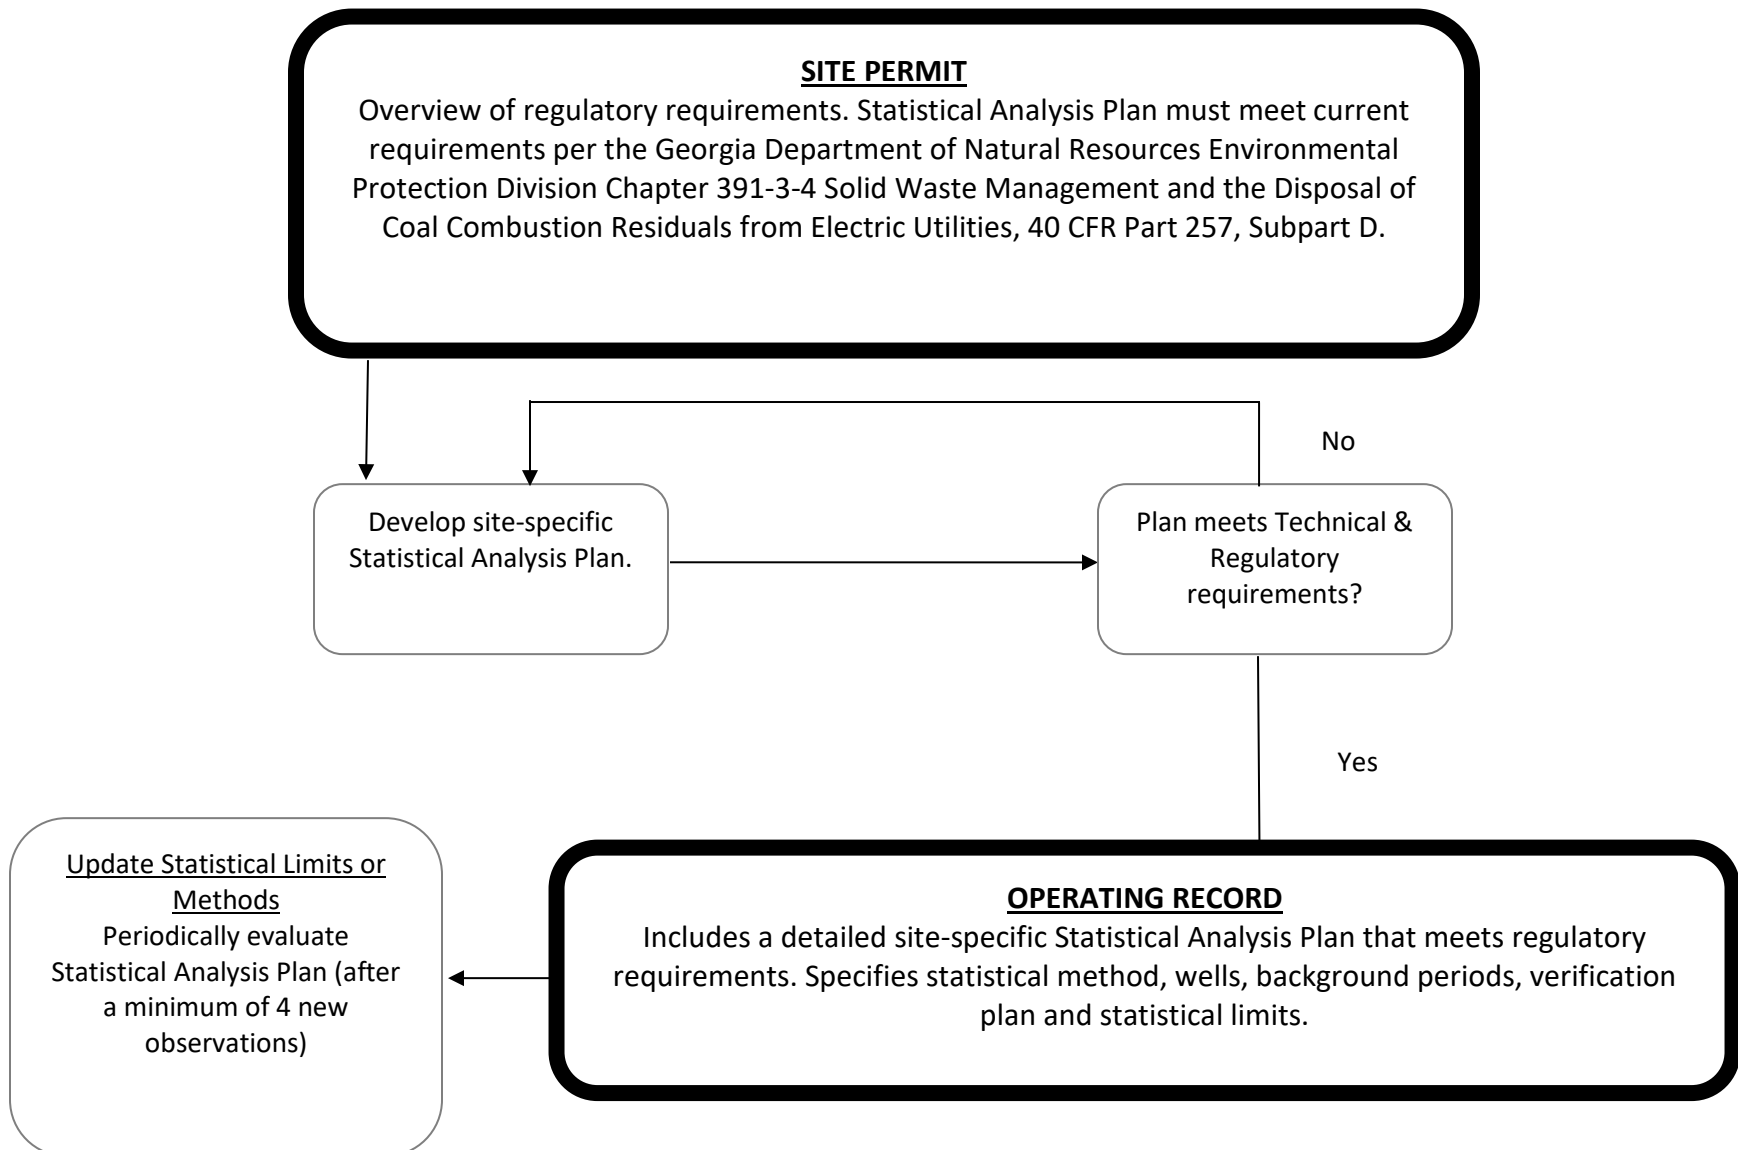 SITE PERMIT
Overview of regulatory requirements. Statistical Analysis Plan must meet current
requirements per the Georgia Department of Natural Resources Environmental
Protection Division Chapter 391-3-4 Solid Waste Management and the Disposal of
Coal Combustion Residuals from Electric Utilities, 40 CFR Part 257, Subpart D.
No
Develop site-specific
Statistical Analysis Plan.
Plan meets Technical &
Regulatory
requirements?
Yes
Update Statistical Limits or
Methods
Periodically evaluate
Statistical Analysis Plan (after
a minimum of 4 new
observations)
OPERATING RECORD
Includes a detailed site-specific Statistical Analysis Plan that meets regulatory
requirements. Specifies statistical method, wells, background periods, verification
plan and statistical limits.